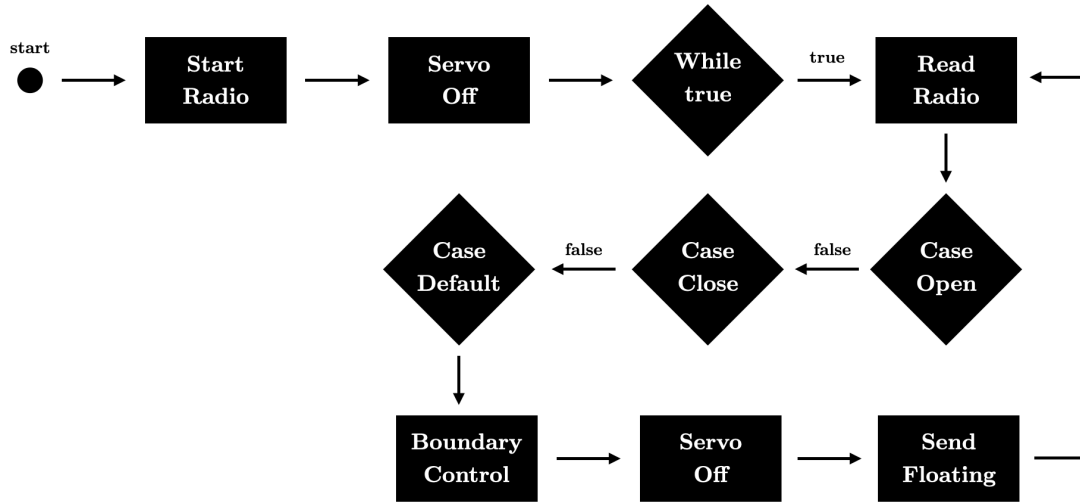 start
Start
Radio
Servo
Off
While
true
true
Read
Radio
Case
Open
false
Case
Close
false
Case
Default
Boundary
Control
Servo
Off
Send
Floating